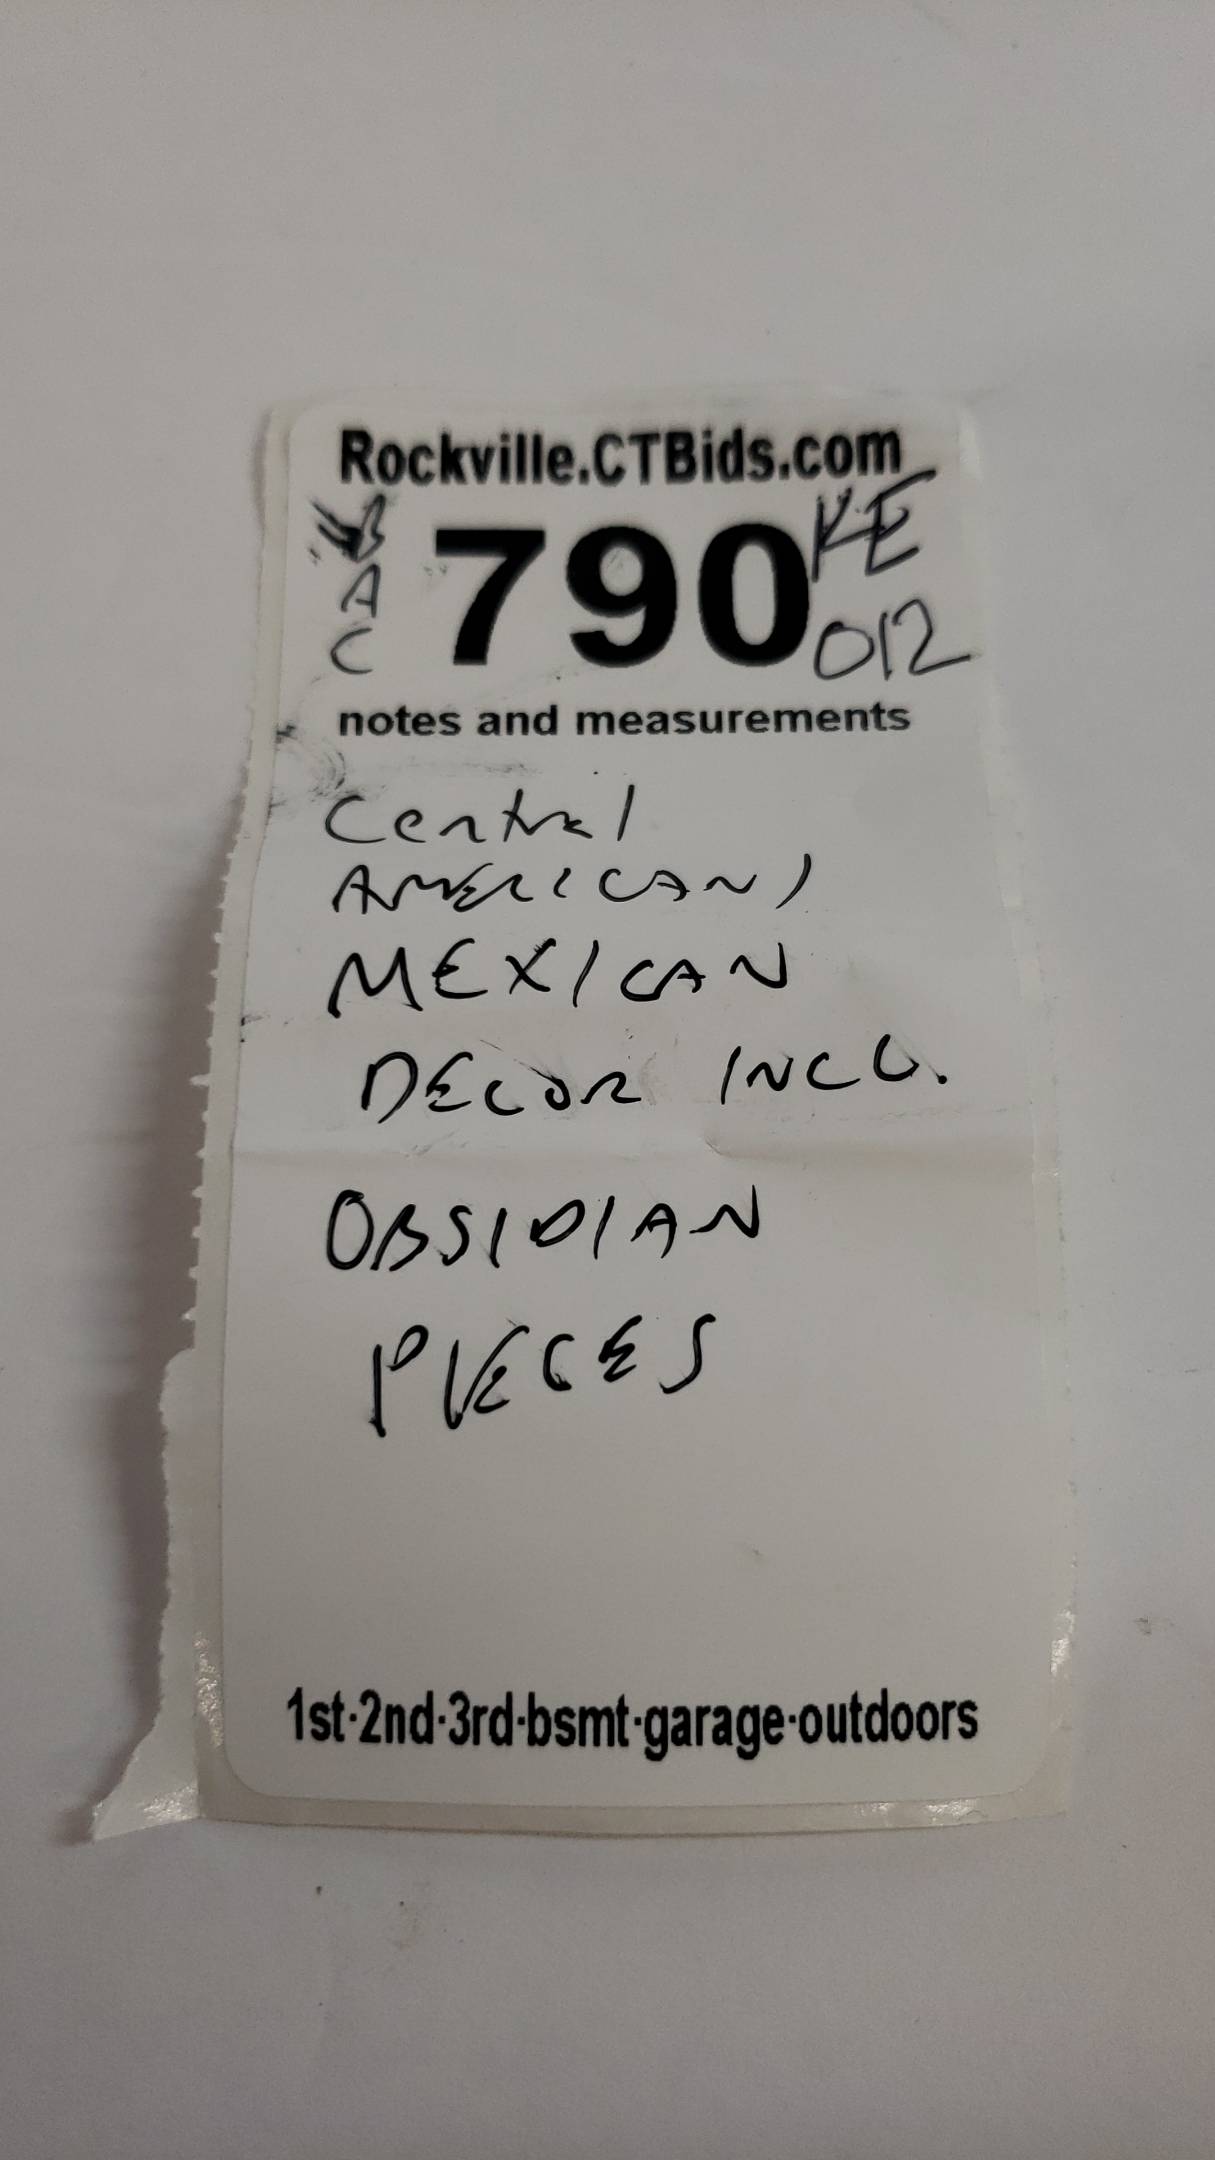 Rockville.CTBids.com
BAC 790 KE
012
notes and measurements
Central
AMERICAN/
MEXICAN
DECOR INCL.
OBSIDIAN
PIECES
1st·2nd·3rd·bsmt·garage·outdoors